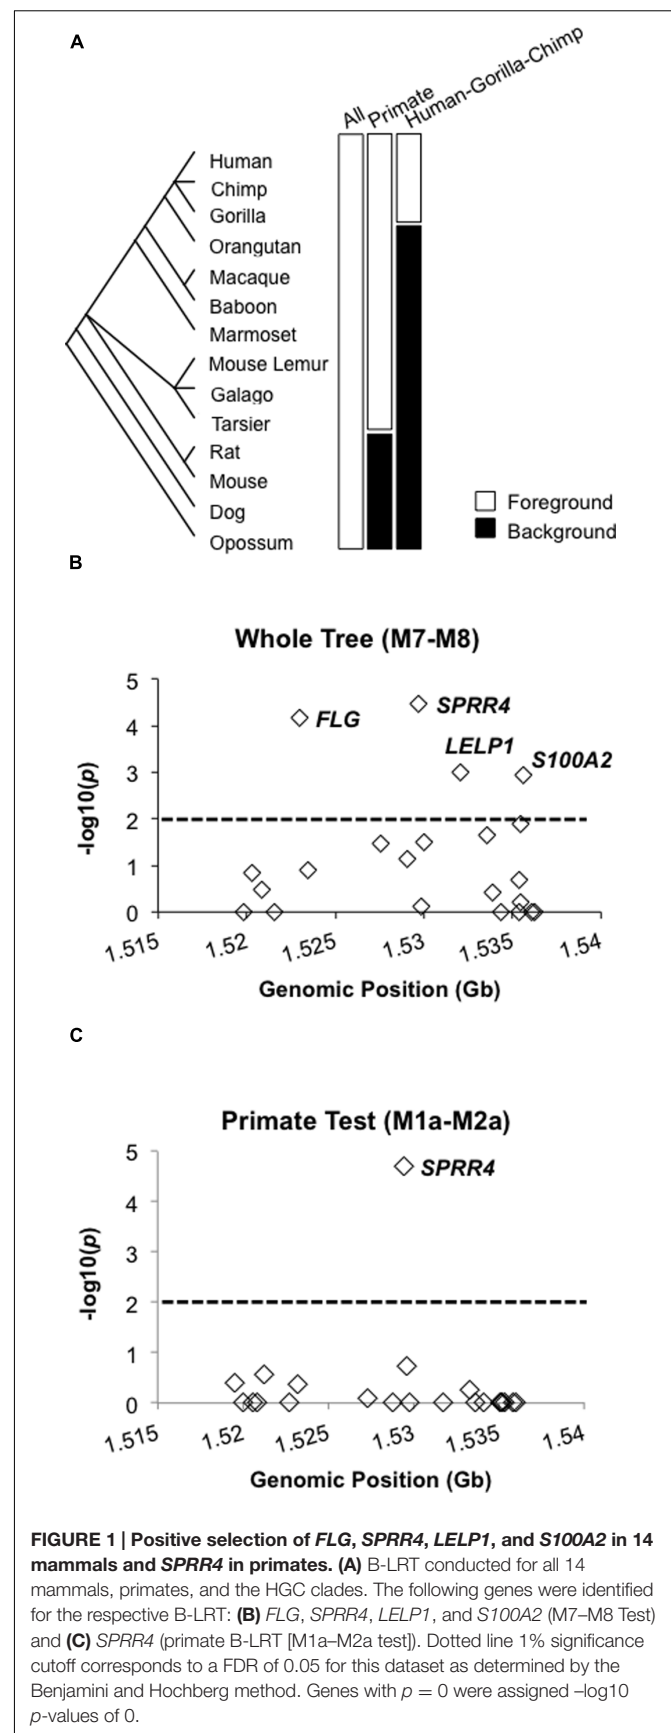 A
All
Primate
Human-Gorilla-Chimp
Human
Chimp
Gorilla
Orangutan
Macaque
Baboon
Marmoset
Mouse Lemur
Galago
Tarsier
Rat
Mouse
Dog
Opossum
Foreground
Background
B
Whole Tree (M7-M8)
5
4
3
2
1
0
-log10(p)
FLG
SPRR4
LELP1
S100A2
1.515
1.52
1.525
1.53
1.535
1.54
Genomic Position (Gb)
C
Primate Test (M1a-M2a)
5
4
3
2
1
0
-log10(p)
SPRR4
1.515
1.52
1.525
1.53
1.535
1.54
Genomic Position (Gb)
FIGURE 1 | Positive selection of FLG, SPRR4, LELP1, and S100A2 in 14
mammals and SPRR4 in primates. (A) B-LRT conducted for all 14
mammals, primates, and the HGC clades. The following genes were identified
for the respective B-LRT: (B) FLG, SPRR4, LELP1, and S100A2 (M7–M8 Test)
and (C) SPRR4 (primate B-LRT [M1a–M2a test]). Dotted line 1% significance
cutoff corresponds to a FDR of 0.05 for this dataset as determined by the
Benjamini and Hochberg method. Genes with p = 0 were assigned –log10
p-values of 0.